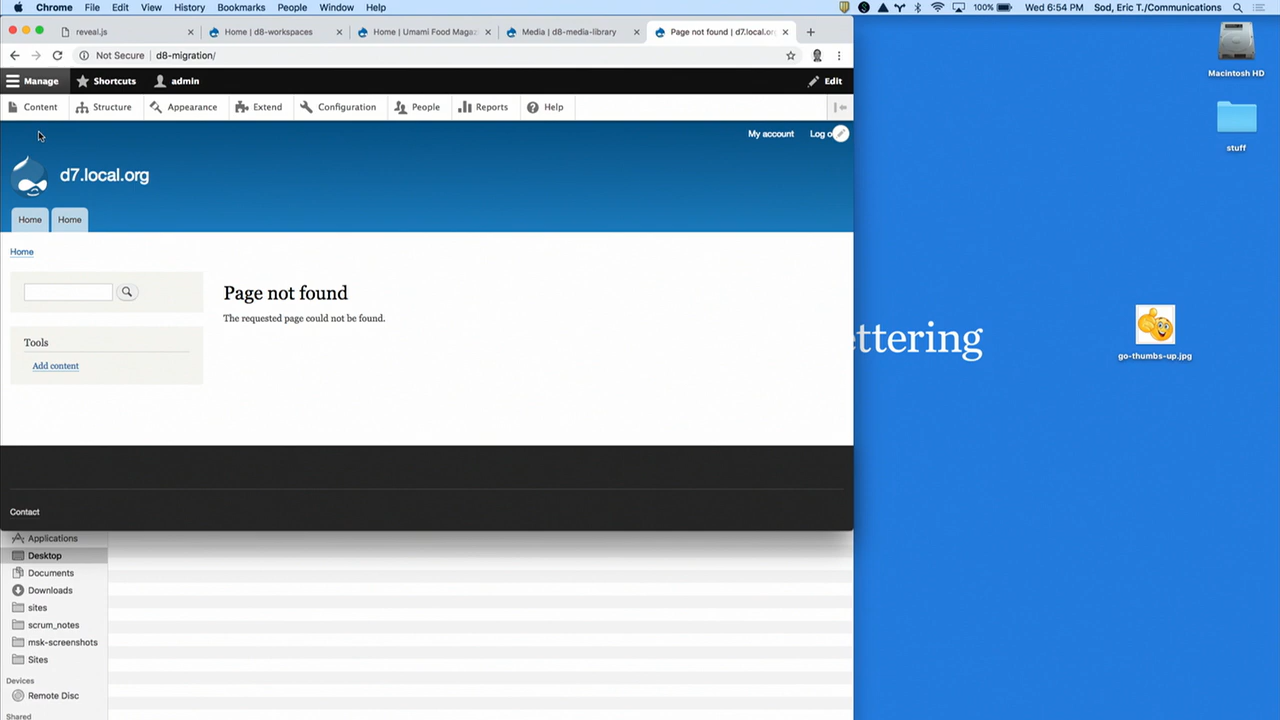 Chrome File Edit View History Bookmarks People Window Help 100% Wed 6:54 PM Sod, Eric T./Communications
reveal.js Home | d8-workspaces Home | Umami Food Magaz Media | d8-media-library Page not found | d7.local.or
Not Secure d8-migration/
Manage Shortcuts admin Edit
Content Structure Appearance Extend Configuration People Reports Help
My account Log o
d7.local.org
Home Home
Home
Page not found
The requested page could not be found.
Tools
Add content
Contact
ettering
Macintosh HD
stuff
go-thumbs-up.jpg
Applications
Desktop
Documents
Downloads
sites
scrum_notes
msk-screenshots
Sites
Devices
Remote Disc
Shared